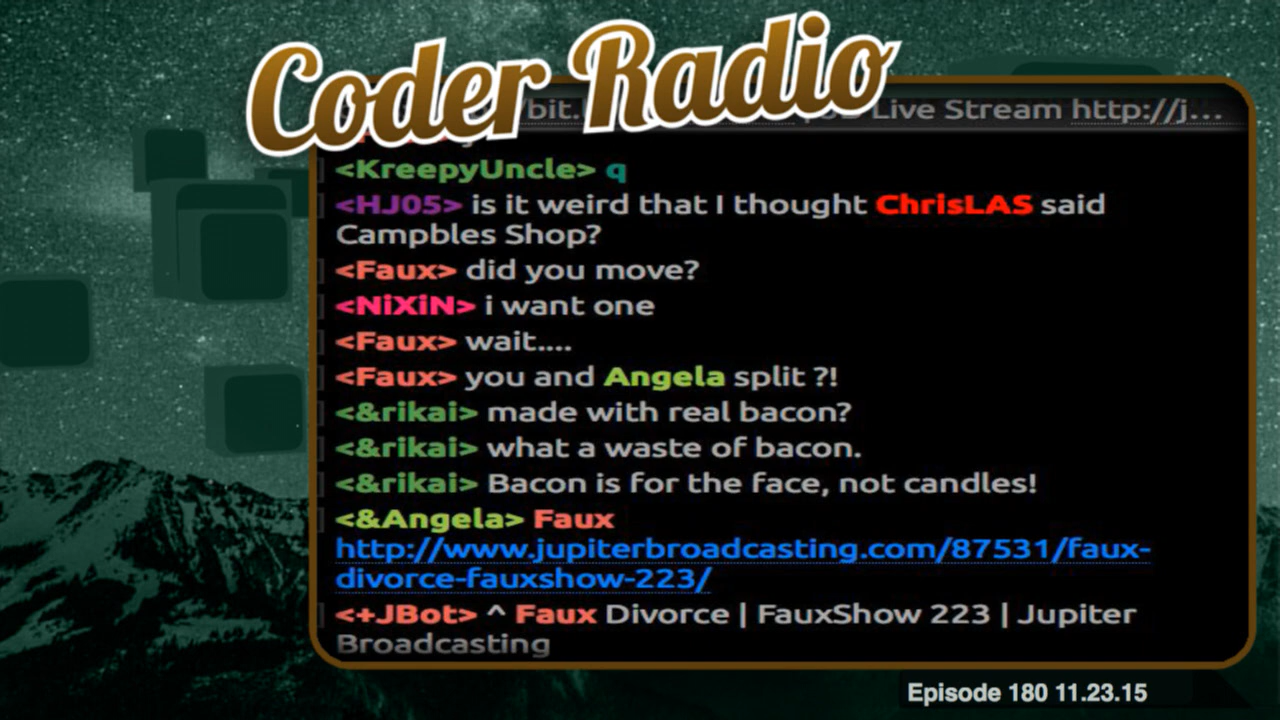 Coder Radio
Live Stream http://j...
<KreepyUncle> q
<HJ05> is it weird that I thought ChrisLAS said
Campbles Shop?
<Faux> did you move?
<NiXiN> i want one
<Faux> wait....
<Faux> you and Angela split ?!
<&rikai> made with real bacon?
<&rikai> what a waste of bacon.
<&rikai> Bacon is for the face, not candles!
<&Angela> Faux
http://www.jupiterbroadcasting.com/87531/faux-
divorce-fauxshow-223/
<+JBot> ^ Faux Divorce | FauxShow 223 | Jupiter
Broadcasting
Episode 180 11.23.15